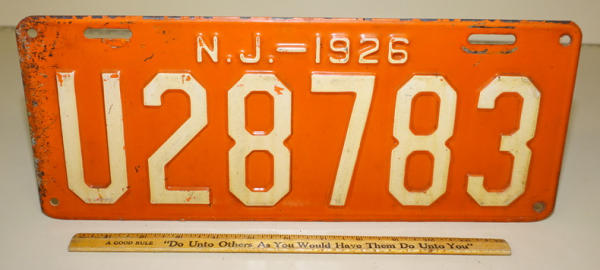 N.J.—1926
U28783
A GOOD RULE "Do Unto Others As You Would Have Them Do Unto You"